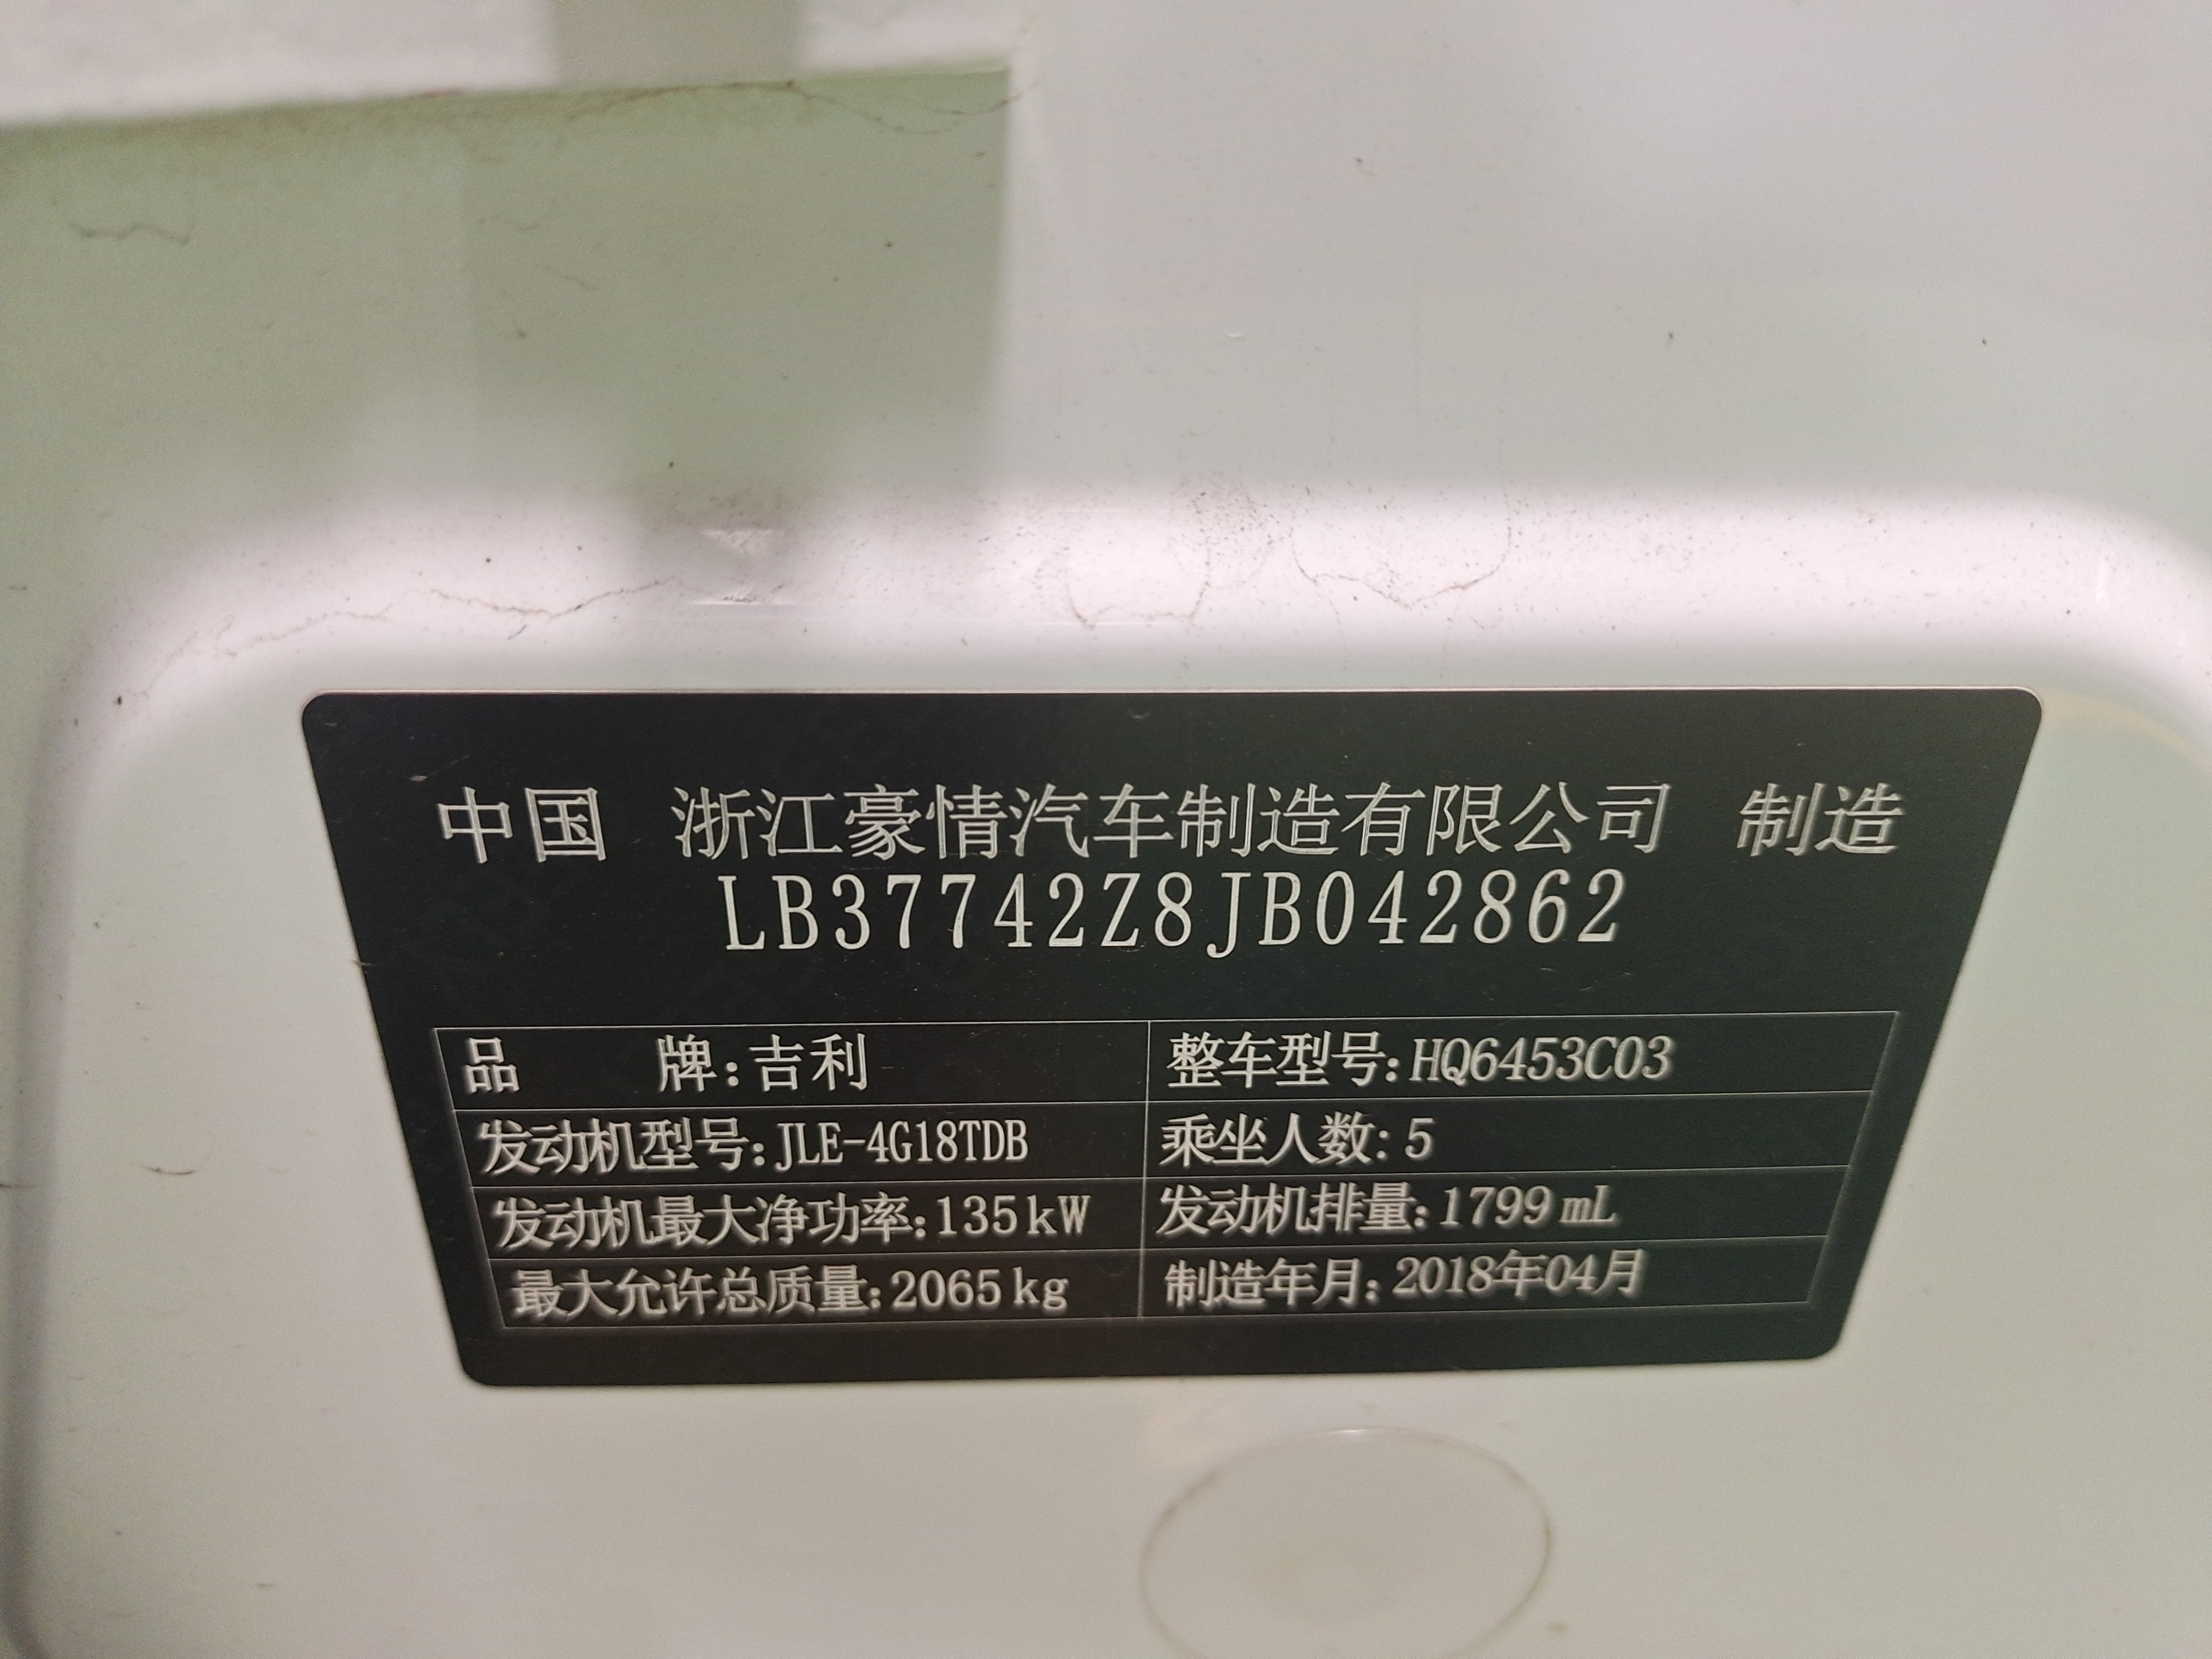 中国 浙江豪情汽车制造有限公司 制造
LB37742Z8JB042862
品 牌:吉利 整车型号:HQ6453C03
发动机型号:JLE-4G18TDB 乘坐人数:5
发动机最大净功率:135kW 发动机排量:1799mL
最大允许总质量:2065kg 制造年月:2018年04月